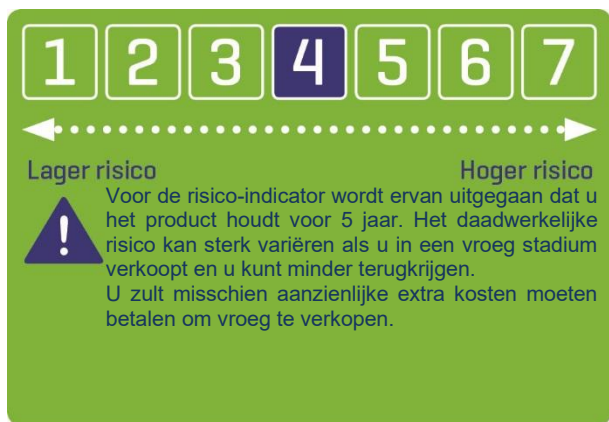 1 2 3 4 5 6 7
Lager risico Hoger risico
!
Voor de risico-indicator wordt ervan uitgegaan dat u
het product houdt voor 5 jaar. Het daadwerkelijke
risico kan sterk variëren als u in een vroeg stadium
verkoopt en u kunt minder terugkrijgen.
U zult misschien aanzienlijke extra kosten moeten
betalen om vroeg te verkopen.